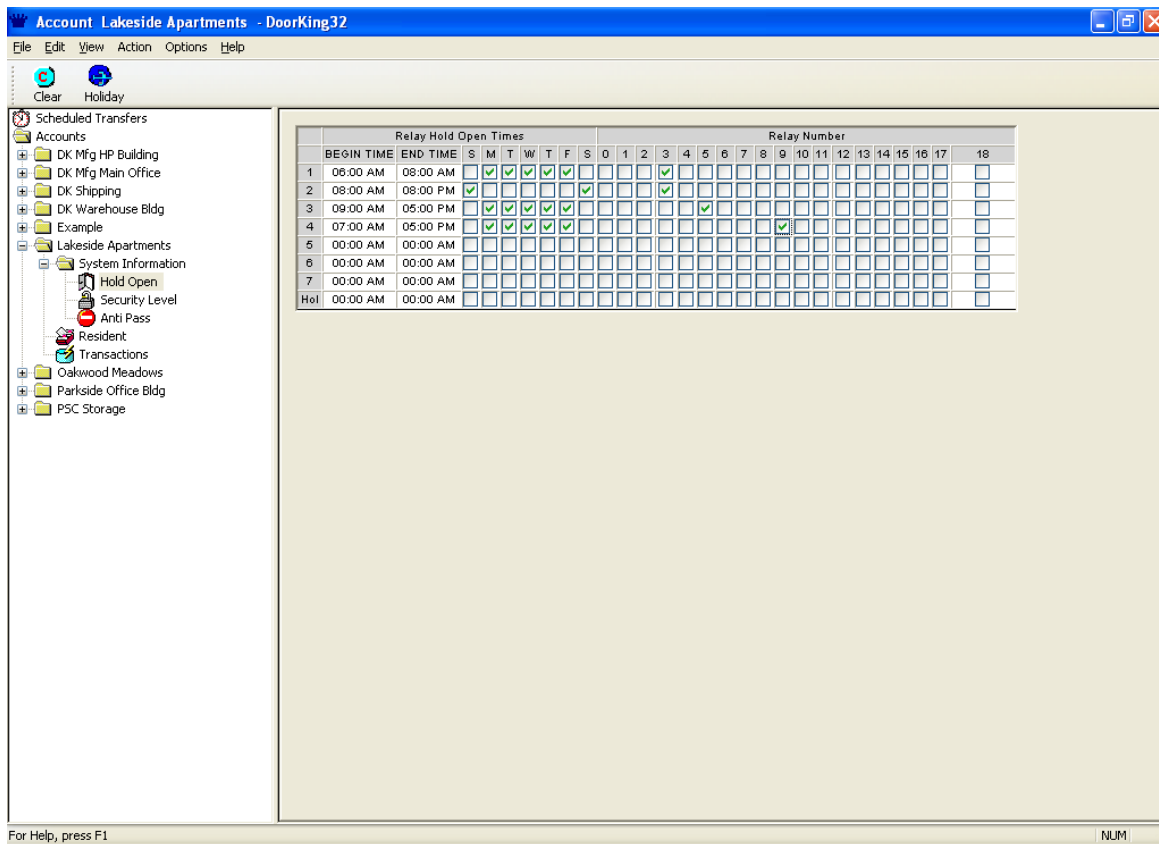 Account Lakeside Apartments - DoorKing32
File Edit View Action Options Help
C
Clear Holiday
Scheduled Transfers
Accounts
DK Mfg HP Building
DK Mfg Main Office
DK Shipping
DK Warehouse Bldg
Example
Lakeside Apartments
System Information
Hold Open
Security Level
Anti Pass
Resident
Transactions
Oakwood Meadows
Parkside Office Bldg
PSC Storage
Relay Hold Open Times Relay Number
BEGIN TIME END TIME S M T W T F S 0 1 2 3 4 5 6 7 8 9 10 11 12 13 14 15 16 17 18
1 06:00 AM 08:00 AM
2 08:00 AM 08:00 PM
3 09:00 AM 05:00 PM
4 07:00 AM 05:00 PM
5 00:00 AM 00:00 AM
6 00:00 AM 00:00 AM
7 00:00 AM 00:00 AM
Hol 00:00 AM 00:00 AM
For Help, press F1 NUM